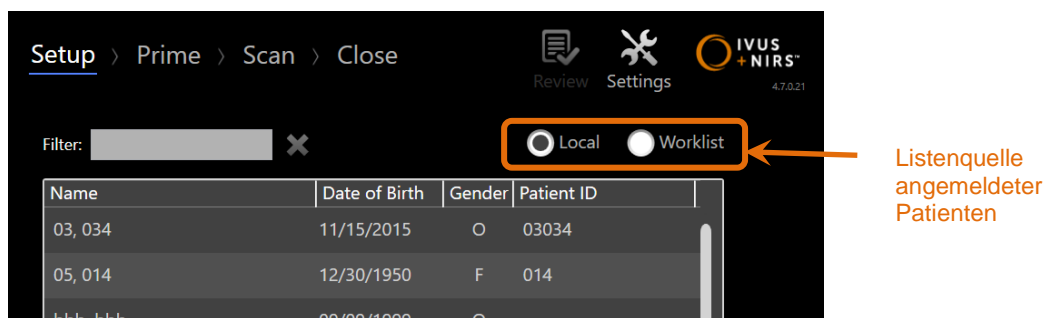 Setup 〉 Prime 〉 Scan 〉 Close
Review
Settings
IVUS
+NIRS™
4.7.0.21
Filter:
Local
Worklist
Listenquelle
angemeldeter
Patienten
Name Date of Birth Gender Patient ID
03, 034 11/15/2015 O 03034
05, 014 12/30/1950 F 014